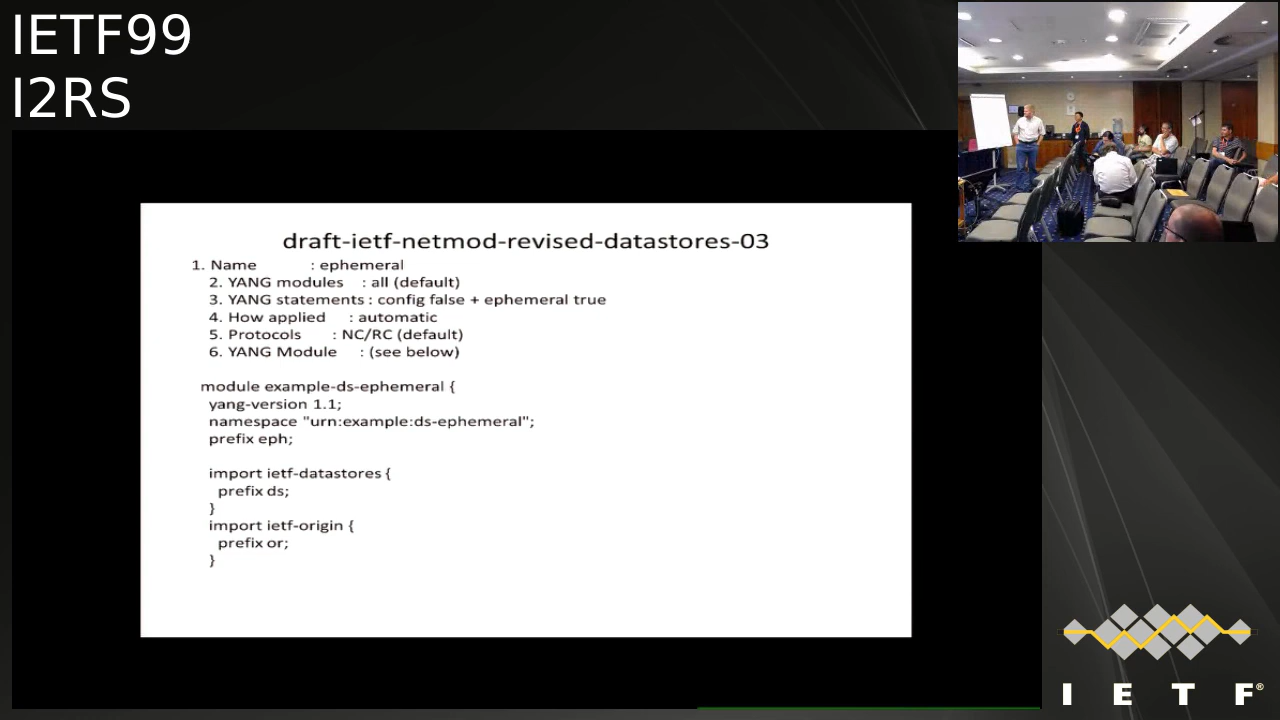 IETF99
I2RS
draft-ietf-netmod-revised-datastores-03
1. Name : ephemeral
2. YANG modules : all (default)
3. YANG statements : config false + ephemeral true
4. How applied : automatic
5. Protocols : NC/RC (default)
6. YANG Module : (see below)
module example-ds-ephemeral {
yang-version 1.1;
namespace "urn:example:ds-ephemeral";
prefix eph;
import ietf-datastores {
prefix ds;
}
import ietf-origin {
prefix or;
}
I E T F®